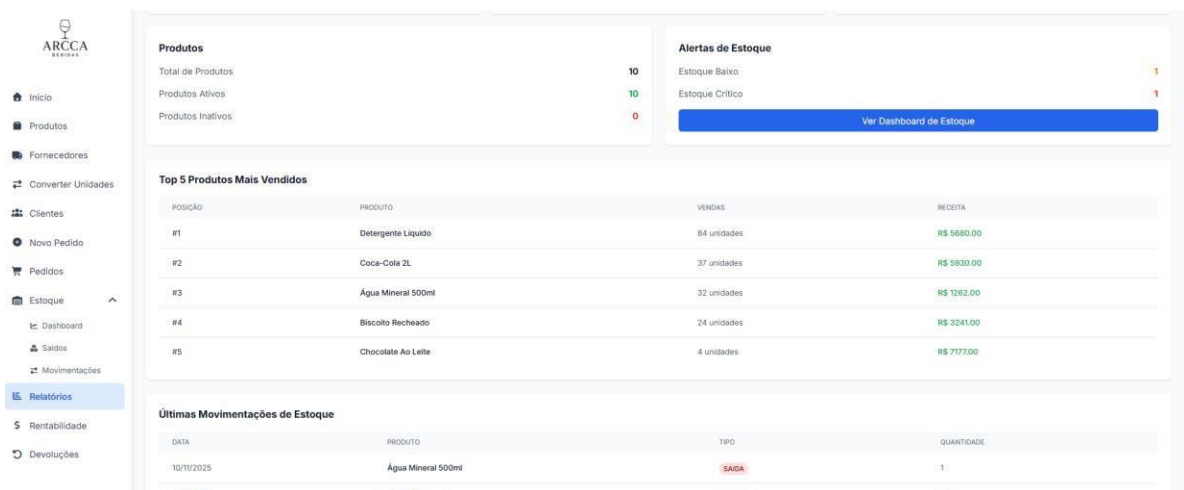 ARCCA
BEBIDAS
Início
Produtos
Fornecedores
Converter Unidades
Clientes
Novo Pedido
Pedidos
Estoque
Dashboard
Saldos
Movimentações
Relatórios
$ Rentabilidade
Devoluções
Produtos
Total de Produtos 10
Produtos Ativos 10
Produtos Inativos 0
Alertas de Estoque
Estoque Baixo 1
Estoque Crítico 1
Ver Dashboard de Estoque
Top 5 Produtos Mais Vendidos
POSIÇÃO PRODUTO VENDAS RECEITA
#1 Detergente Líquido 84 unidades R$ 5680.00
#2 Coca-Cola 2L 37 unidades R$ 5930.00
#3 Água Mineral 500ml 32 unidades R$ 1262.00
#4 Biscoito Recheado 24 unidades R$ 3241.00
#5 Chocolate Ao Leite 4 unidades R$ 7177.00
Últimas Movimentações de Estoque
DATA PRODUTO TIPO QUANTIDADE
10/11/2025 Água Mineral 500ml SAIDA 1